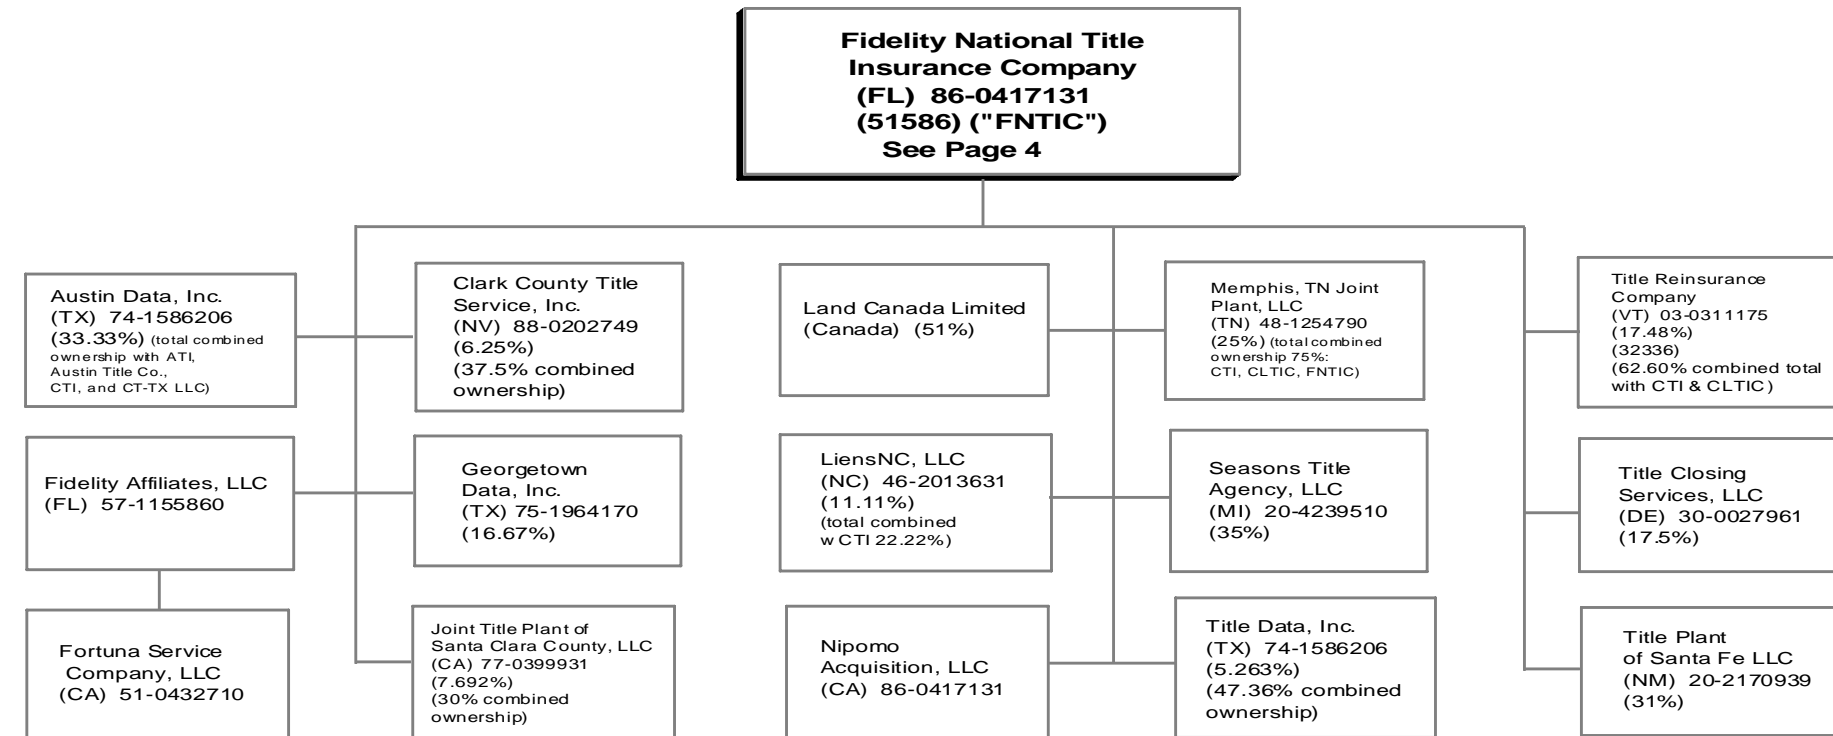 Fidelity National Title
Insurance Company
(FL) 86-0417131
(51586) ("FNTIC")
See Page 4
Austin Data, Inc.
(TX) 74-1586206
(33.33%) (total combined
ownership with ATI,
Austin Title Co.,
CTI, and CT-TX LLC)
Clark County Title
Service, Inc.
(NV) 88-0202749
(6.25%)
(37.5% combined
ownership)
Land Canada Limited
(Canada) (51%)
Memphis, TN Joint
Plant, LLC
(TN) 48-1254790
(25%) (total combined
ownership 75%:
CTI, CLTIC, FNTIC)
Title Reinsurance
Company
(VT) 03-0311175
(17.48%)
(32336)
(62.60% combined total
with CTI & CLTIC)
Fidelity Affiliates, LLC
(FL) 57-1155860
Georgetown
Data, Inc.
(TX) 75-1964170
(16.67%)
LiensNC, LLC
(NC) 46-2013631
(11.11%)
(total combined
w CTI 22.22%)
Seasons Title
Agency, LLC
(MI) 20-4239510
(35%)
Title Closing
Services, LLC
(DE) 30-0027961
(17.5%)
Fortuna Service
Company, LLC
(CA) 51-0432710
Joint Title Plant of
Santa Clara County, LLC
(CA) 77-0399931
(7.692%)
(30% combined
ownership)
Nipomo
Acquisition, LLC
(CA) 86-0417131
Title Data, Inc.
(TX) 74-1586206
(5.263%)
(47.36% combined
ownership)
Title Plant
of Santa Fe LLC
(NM) 20-2170939
(31%)